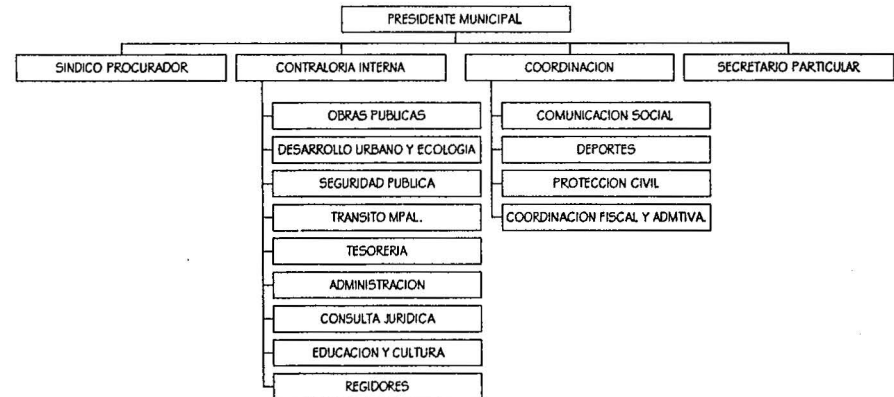 PRESIDENTE MUNICIPAL
SINDICO PROCURADOR
CONTRALORIA INTERNA
COORDINACION
SECRETARIO PARTICULAR
OBRAS PUBLICAS
DESARROLLO URBANO Y ECOLOGIA
SEGURIDAD PUBLICA
TRANSITO MPAL.
TESORERIA
ADMINISTRACION
CONSULTA JURIDICA
EDUCACION Y CULTURA
REGIDORES
COMUNICACION SOCIAL
DEPORTES
PROTECCION CIVIL
COORDINACION FISCAL Y ADMTIVA.